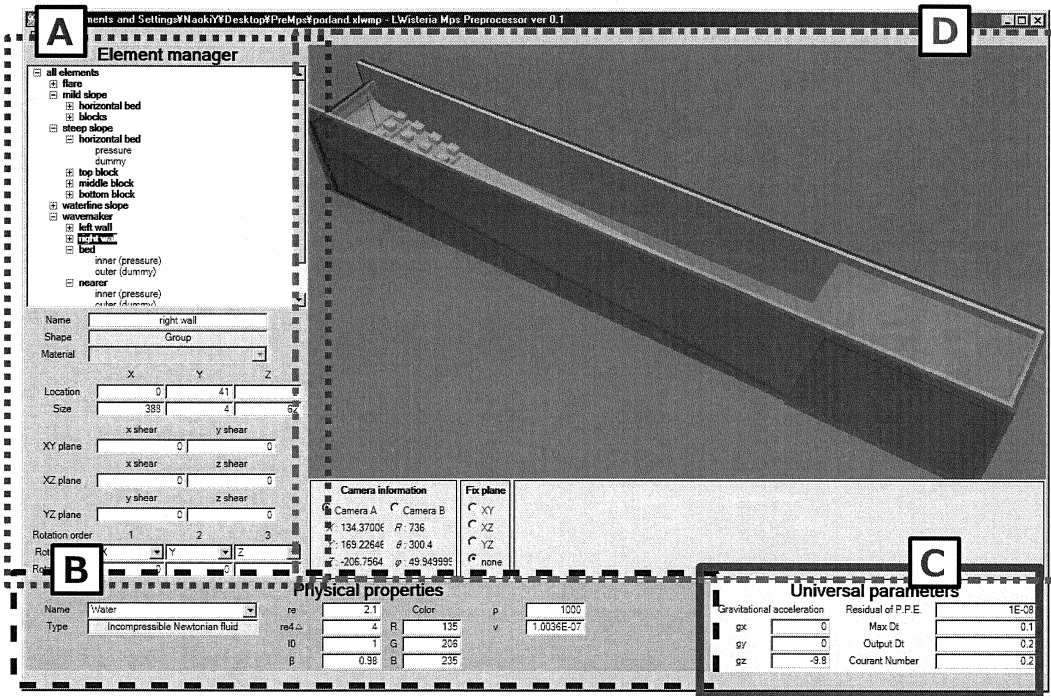 A
ments and Settings¥NaokiY¥Desktop¥PreMps¥porland.xlwmp - LWisteria Mps Preprocessor ver 0.1
D
Element manager
all elements
flare
mild slope
horizontal bed
blocks
steep slope
horizontal bed
pressure
dummy
top block
middle block
bottom block
waterline slope
wavemaker
left wall
right wall
bed
inner (pressure)
outer (dummy)
nearer
inner (pressure)
outer (dummy)
Name right wall
Shape Group
Material
X Y Z
Location 0 41
Size 388 4 62
x shear y shear
XY plane 0 0
x shear z shear
XZ plane 0 0
y shear z shear
YZ plane 0 0
Rotation order 1 2 3
Y Z
Camera information
Camera A Camera B
: 134.37006 R : 736
: 169.22646 θ : 300.4
: -206.7564 φ : 49.949995
Fix plane
XY
XZ
YZ
none
B
Physical properties
Name Water re 2.1 Color ρ 1000
Type Incompressible Newtonian fluid re4△ 4 R 135 ν 1.0036E-07
l0 1 G 206
β 0.98 B 235
C
Universal parameters
Gravitational acceleration Residual of P.P.E. 1E-08
gx 0 Max Dt 0.1
gy 0 Output Dt 0.2
gz -9.8 Courant Number 0.2